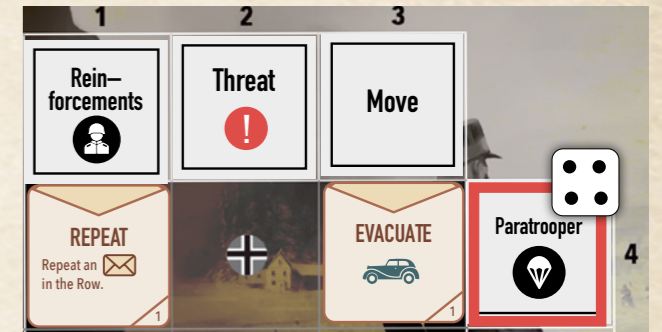 1 2 3
Rein–
forcements
Threat
!
Move
REPEAT
Repeat an
in the Row.
1
EVACUATE
1
Paratrooper
4